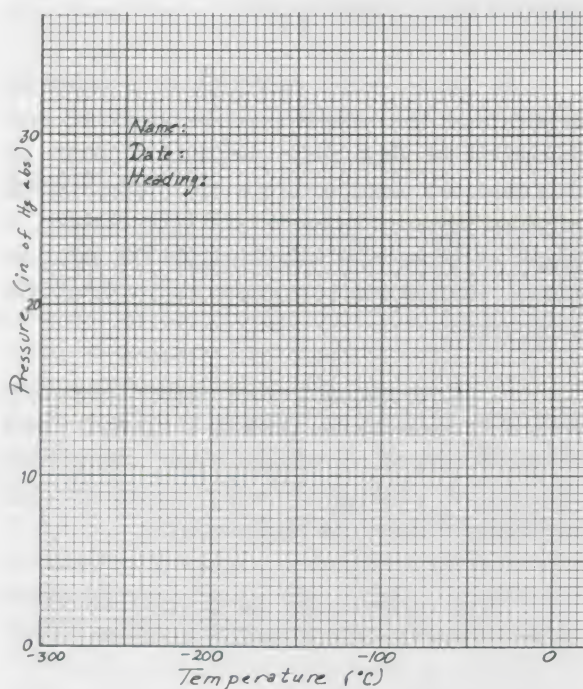 Name:
Date:
Heading:
Pressure (in of Hg abs)
30
20
10
0
-300
-200
-100
0
Temperature (°C)